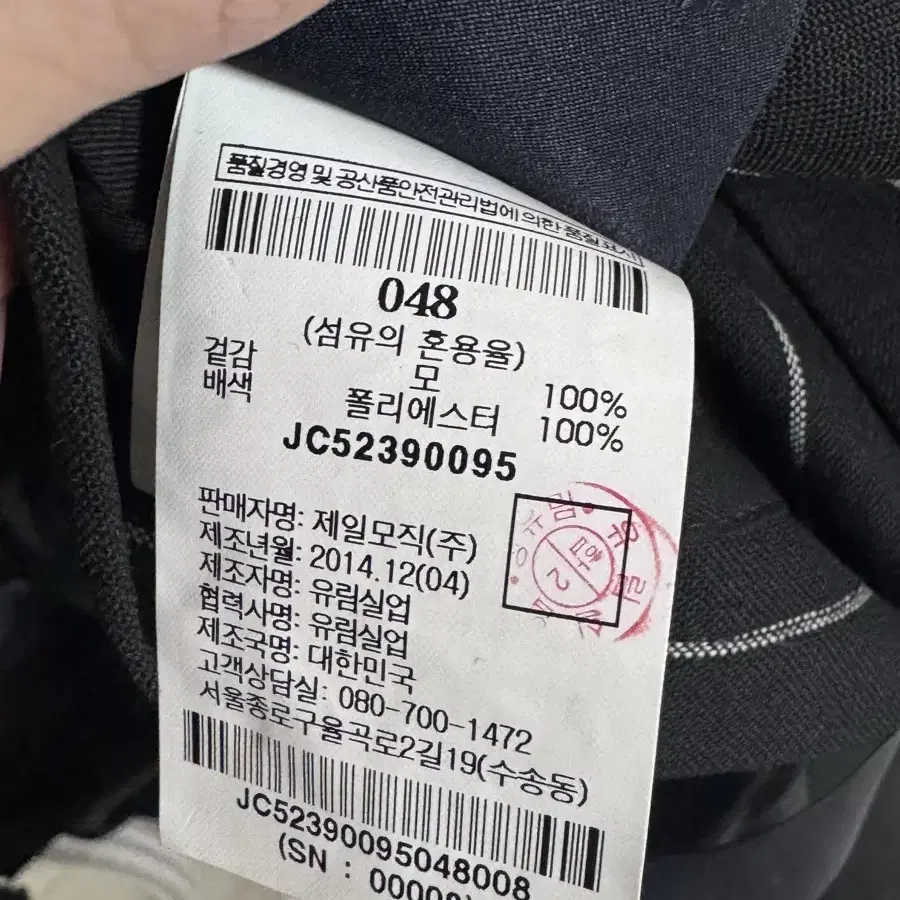 품질경영 및 공산품안전관리법에 의한 품질표시
048
(섬유의 혼용율)
겉감 모 100%
배색 폴리에스터 100%
JC52390095
판매자명: 제일모직(주)
제조년월: 2014.12(04)
제조자명: 유림실업
협력사명: 유림실업
제조국명: 대한민국
고객상담실: 080-700-1472
서울종로구율곡로2길19(수송동)
JC52390095048008
(SN :